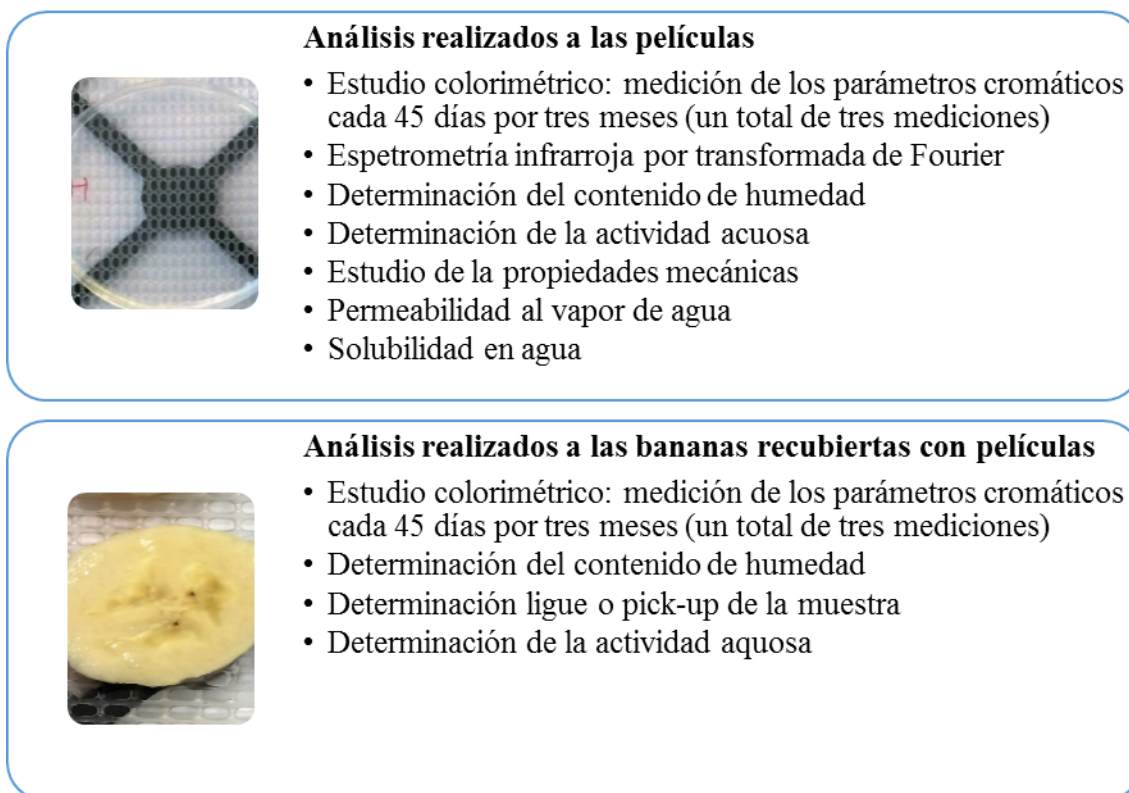 Análisis realizados a las películas
• Estudio colorimétrico: medición de los parámetros cromáticos
cada 45 días por tres meses (un total de tres mediciones)
• Espetrometría infrarroja por transformada de Fourier
• Determinación del contenido de humedad
• Determinación de la actividad acuosa
• Estudio de la propiedades mecánicas
• Permeabilidad al vapor de agua
• Solubilidad en agua
Análisis realizados a las bananas recubiertas con películas
• Estudio colorimétrico: medición de los parámetros cromáticos
cada 45 días por tres meses (un total de tres mediciones)
• Determinación del contenido de humedad
• Determinación ligue o pick-up de la muestra
• Determinación de la actividad aquosa